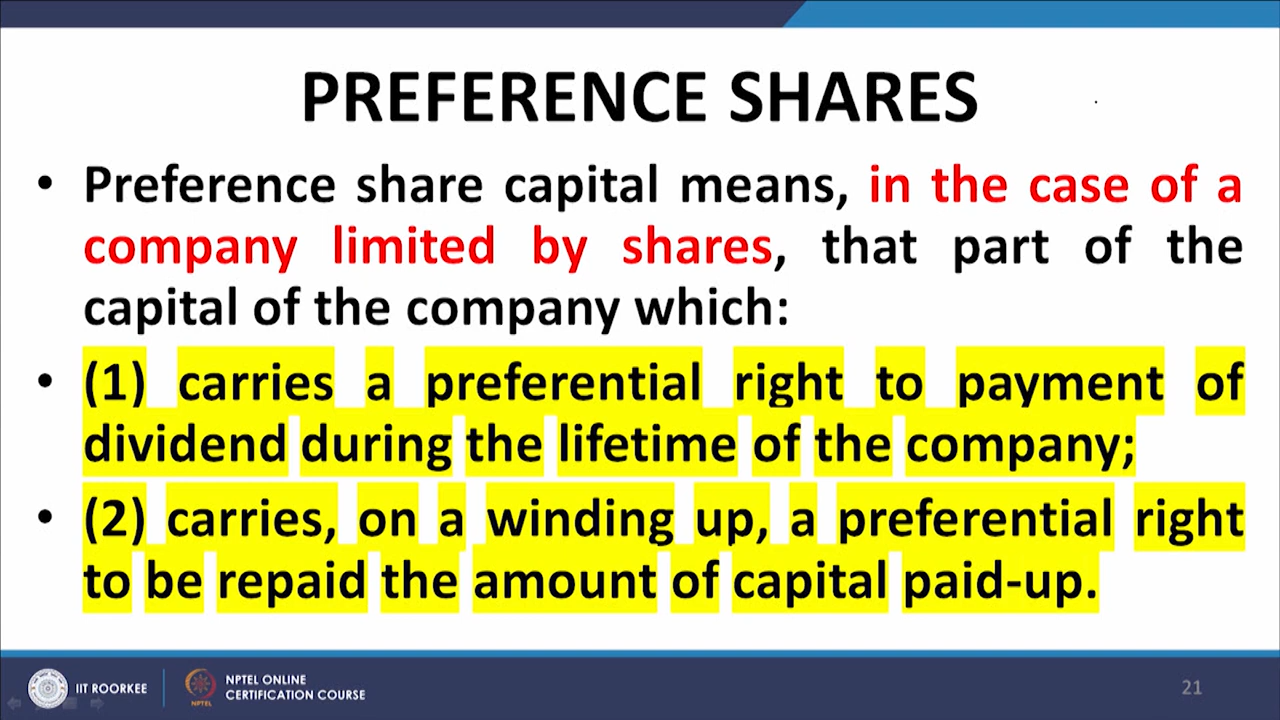 PREFERENCE SHARES
• Preference share capital means, in the case of a
company limited by shares, that part of the
capital of the company which:
• (1) carries a preferential right to payment of
dividend during the lifetime of the company;
• (2) carries, on a winding up, a preferential right
to be repaid the amount of capital paid-up.
IIT ROORKEE
NPTEL
NPTEL ONLINE
CERTIFICATION COURSE
21